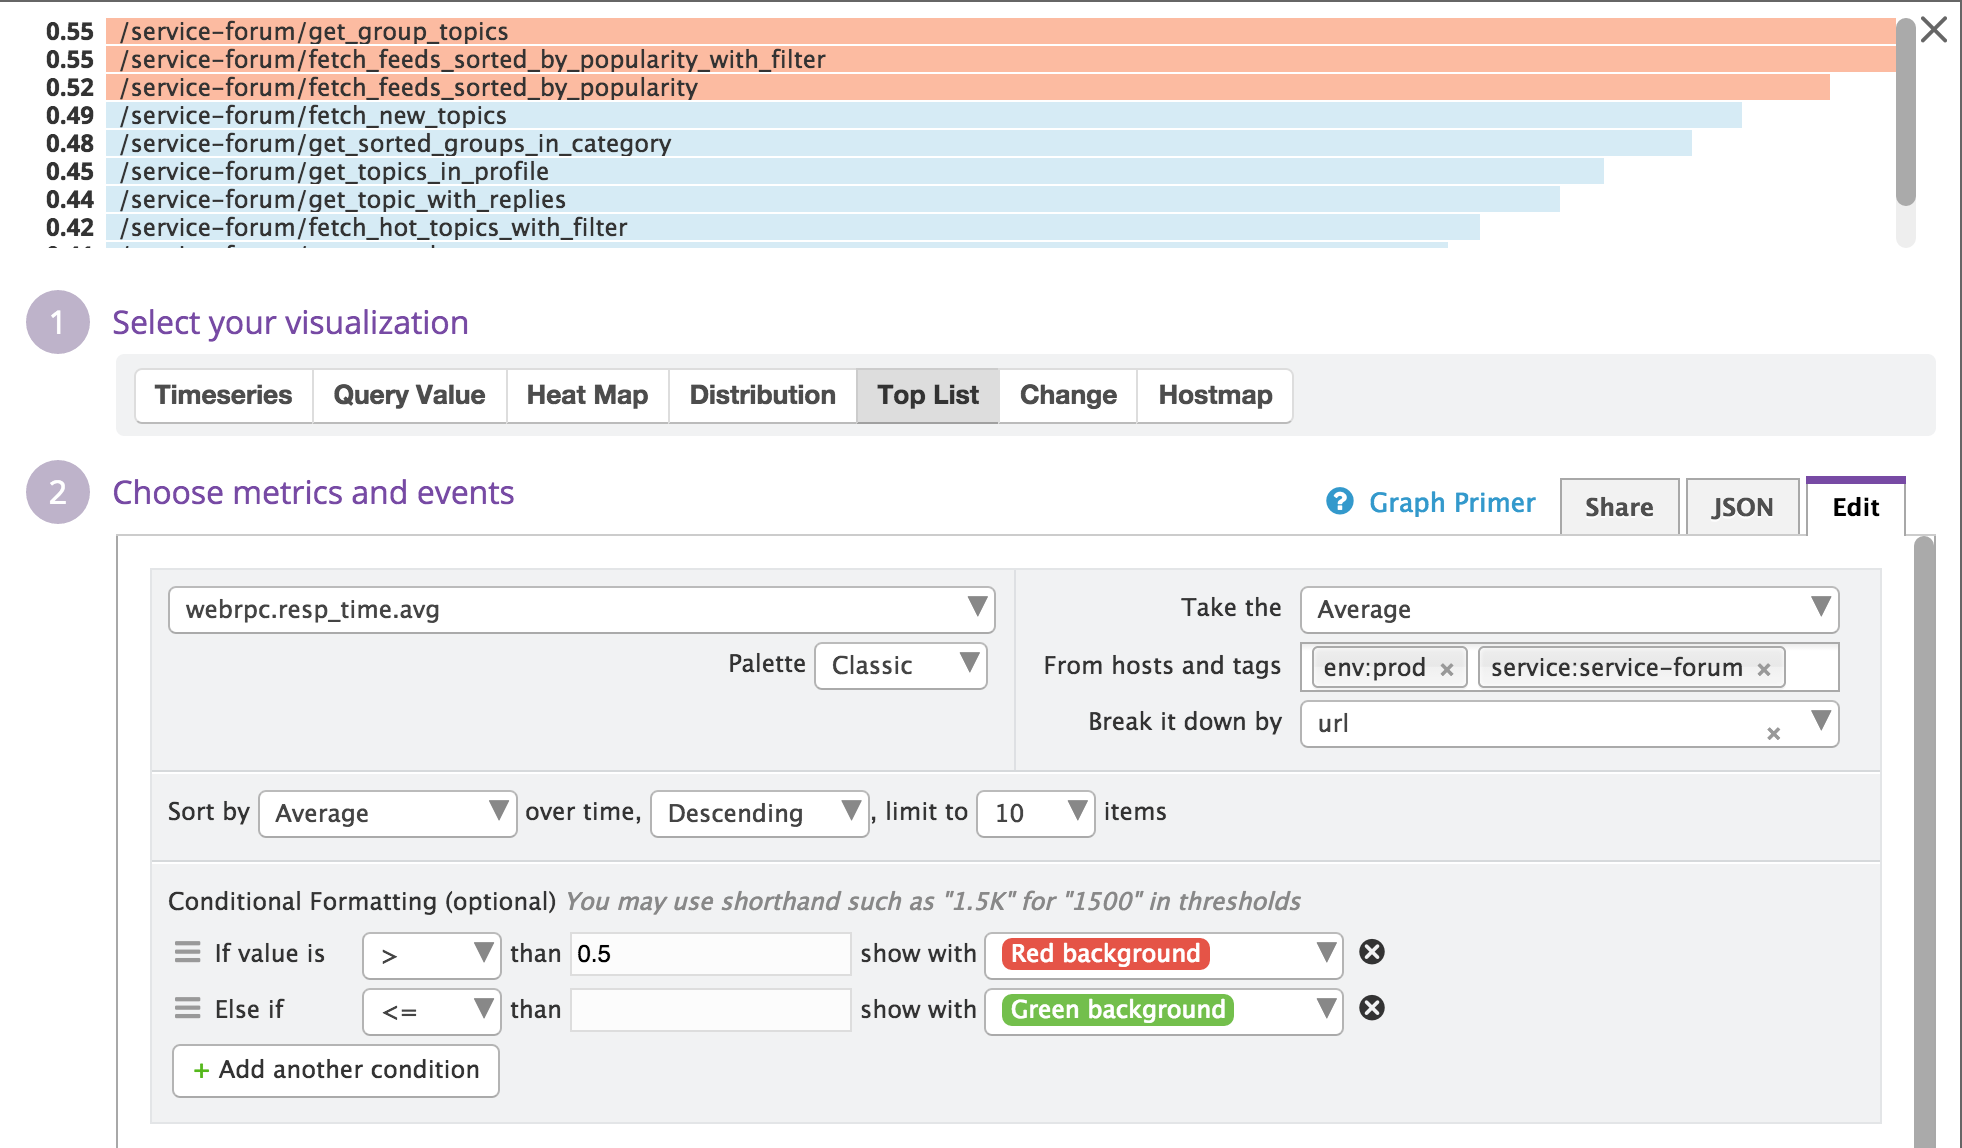 0.55 /service-forum/get_group_topics
0.55 /service-forum/fetch_feeds_sorted_by_popularity_with_filter
0.52 /service-forum/fetch_feeds_sorted_by_popularity
0.49 /service-forum/fetch_new_topics
0.48 /service-forum/get_sorted_groups_in_category
0.45 /service-forum/get_topics_in_profile
0.44 /service-forum/get_topic_with_replies
0.42 /service-forum/fetch_hot_topics_with_filter
1 Select your visualization
Timeseries Query Value Heat Map Distribution Top List Change Hostmap
2 Choose metrics and events
? Graph Primer Share JSON Edit
webrpc.resp_time.avg Take the Average
Palette Classic From hosts and tags env:prod × service:service-forum ×
Break it down by url ×
Sort by Average over time, Descending , limit to 10 items
Conditional Formatting (optional) You may use shorthand such as "1.5K" for "1500" in thresholds
If value is > than 0.5 show with Red background
Else if <= than show with Green background
+ Add another condition